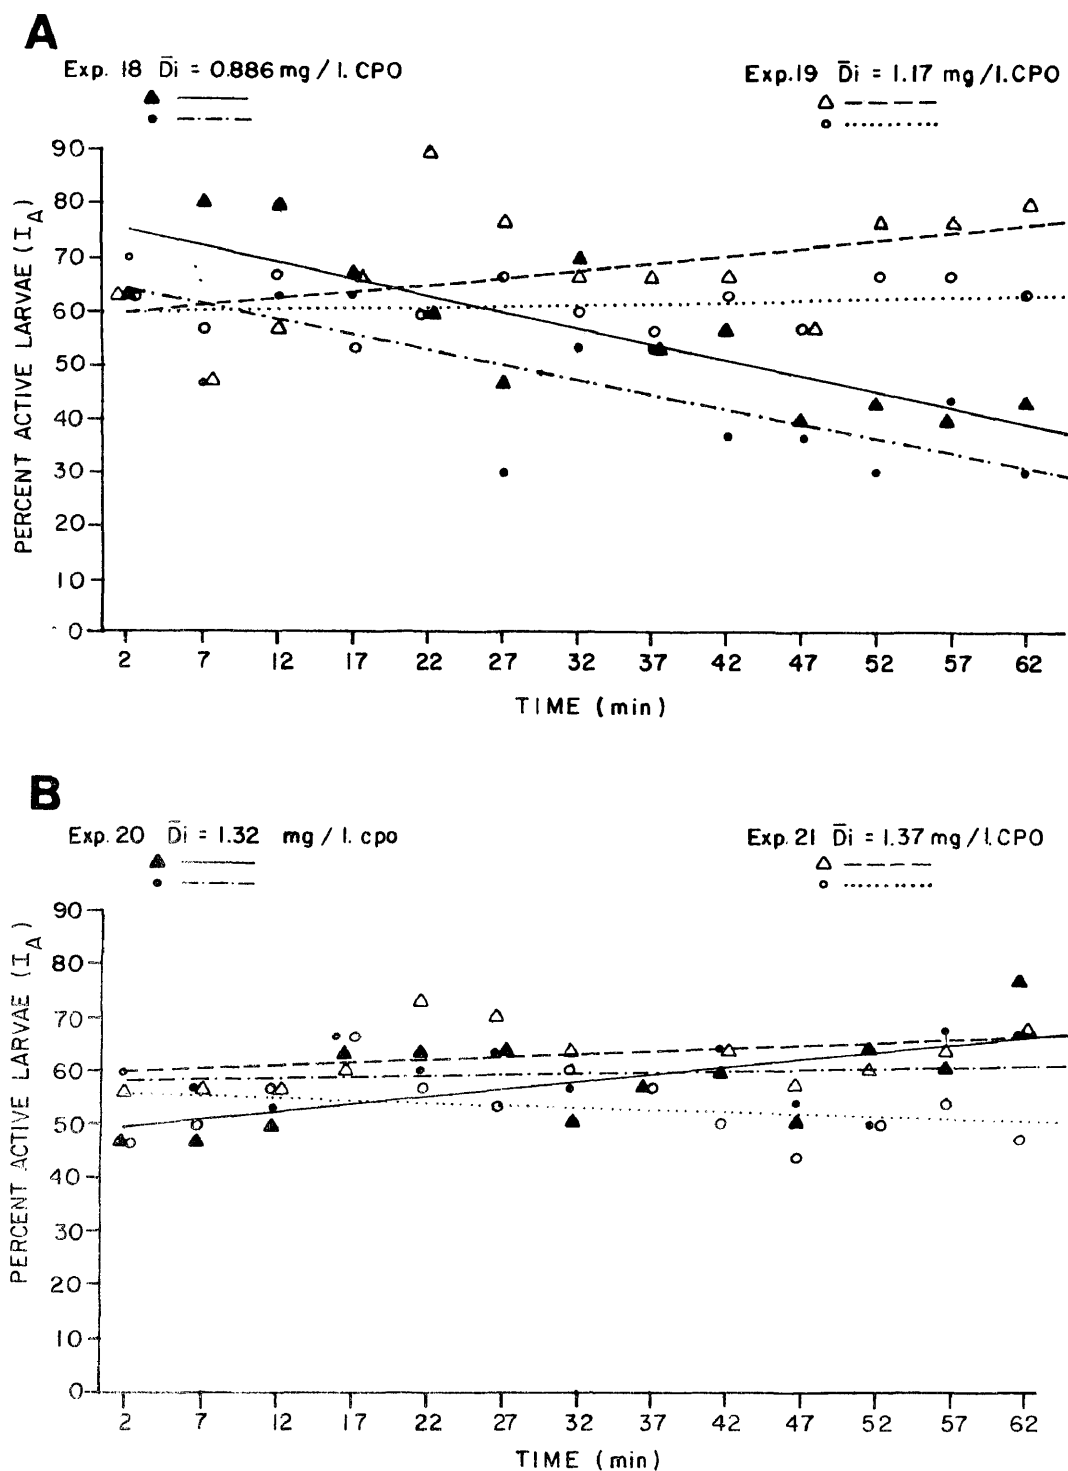 A
Exp. 18 D̄i = 0.886 mg / l. CPO
Exp.19 D̄i = 1.17 mg /l.CPO
PERCENT ACTIVE LARVAE (I_A)
90
80
70
60
50
40
30
20
10
0
2 7 12 17 22 27 32 37 42 47 52 57 62
TIME (min)
B
Exp. 20 D̄i = 1.32 mg / l. cpo
Exp. 21 D̄i = 1.37 mg /l.CPO
PERCENT ACTIVE LARVAE (I_A)
90
80
70
60
50
40
30
20
10
0
2 7 12 17 22 27 32 37 42 47 52 57 62
TIME (min)